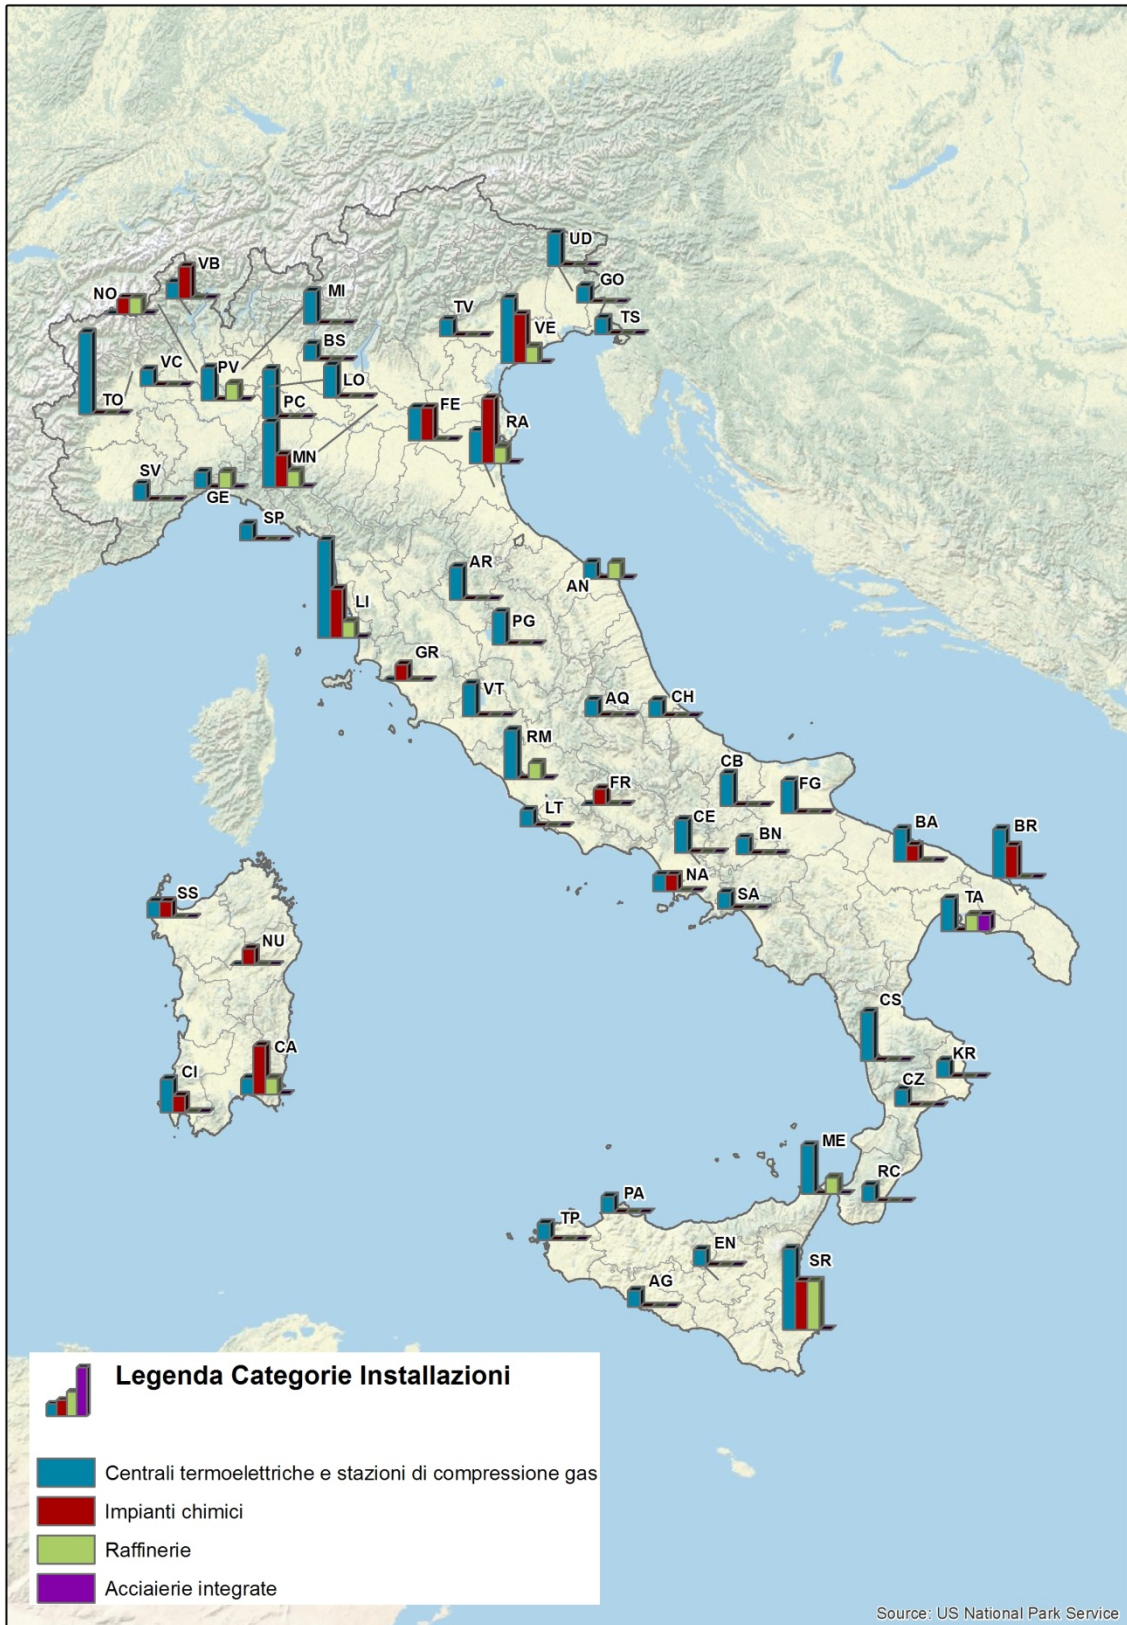 UD
VB
GO
NO
MI
TV
TS
VE
BS
VC
PV
LO
TO
PC
FE
RA
MN
SV
GE
SP
AR
AN
LI
PG
GR
VT
AQ
CH
RM
CB
FR
FG
LT
CE
BN
BA
BR
NA
SS
SA
TA
NU
CS
CA
KR
CI
CZ
ME
RC
PA
TP
EN
SR
AG
Legenda Categorie Installazioni
Centrali termoelettriche e stazioni di compressione gas
Impianti chimici
Raffinerie
Acciaierie integrate
Source: US National Park Service